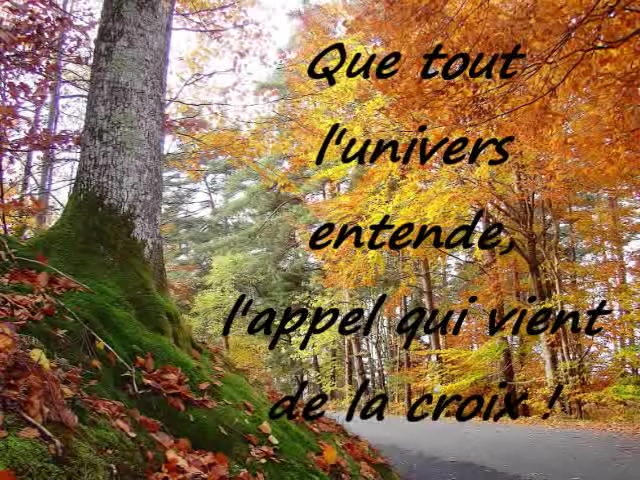 Que tout
l'univers
entende,
l'appel qui vient
de la croix !